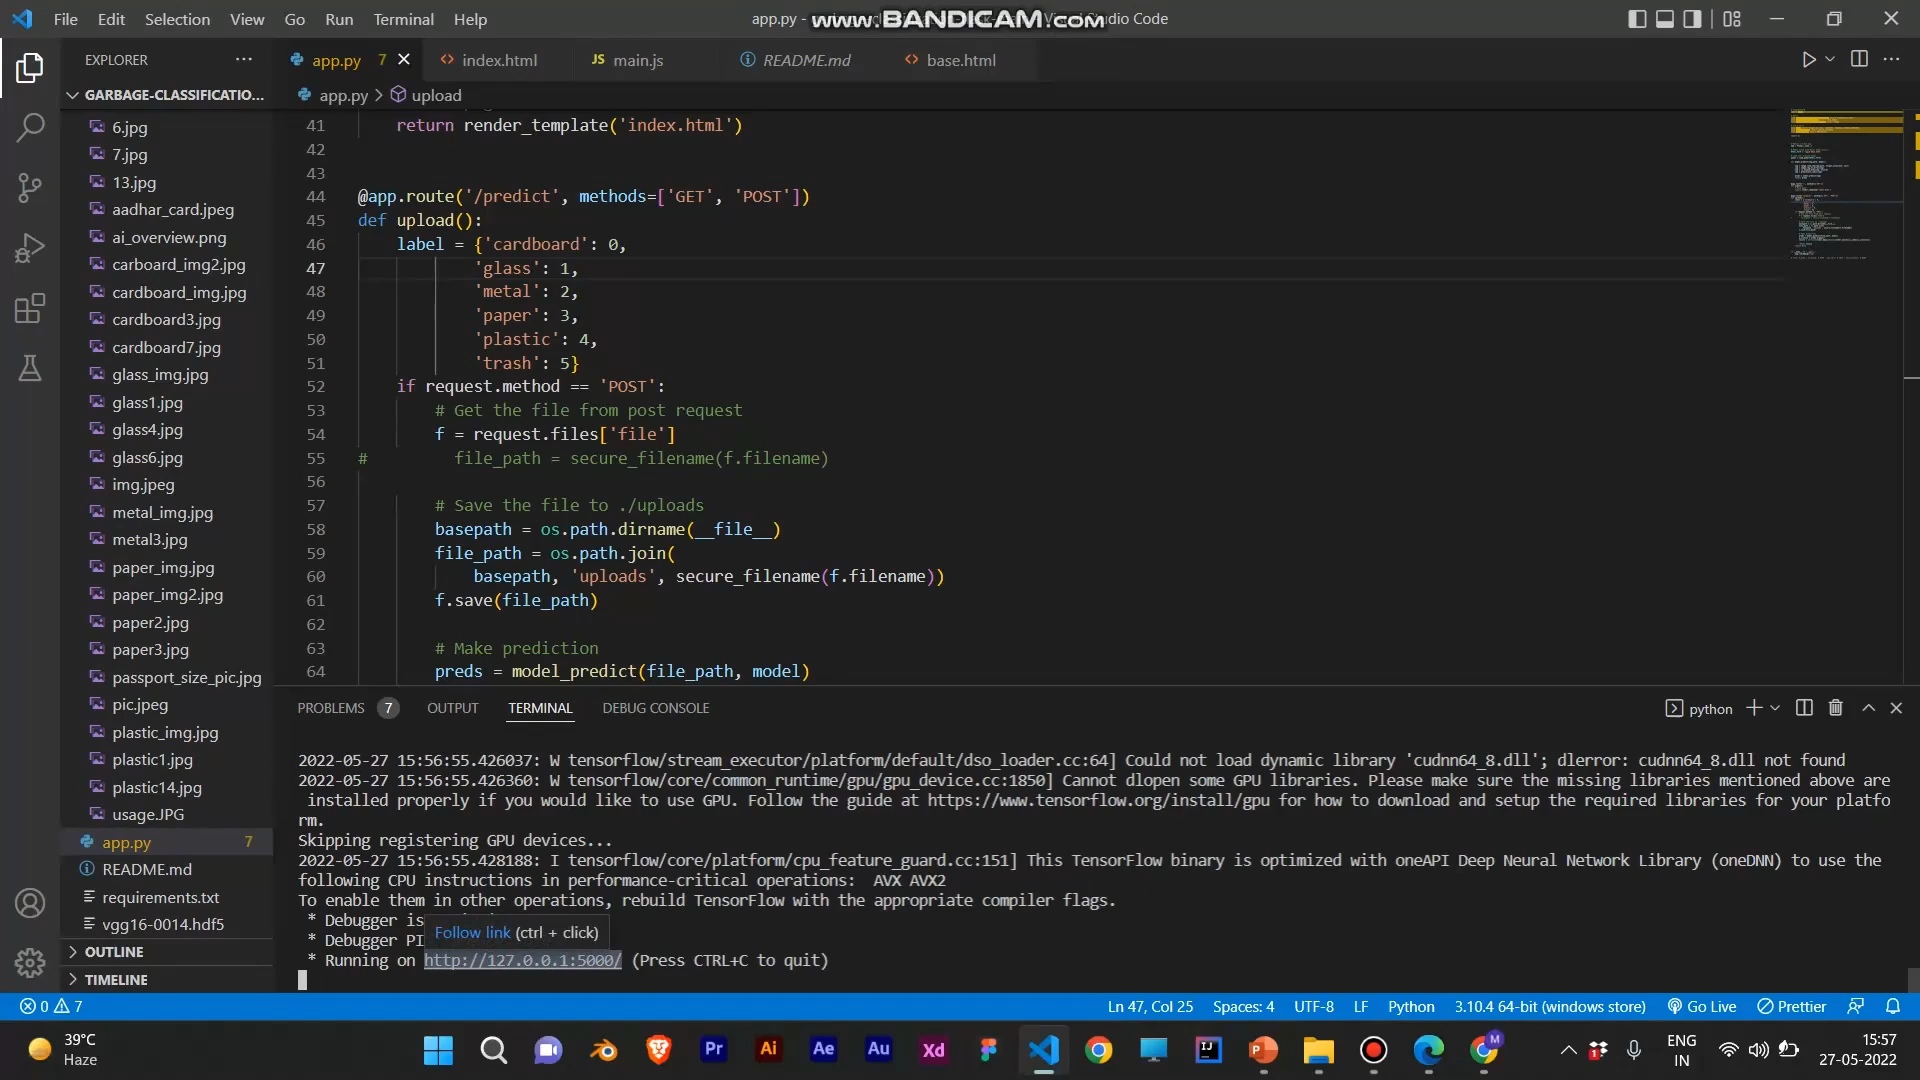 File Edit Selection View Go Run Terminal Help
app.py -
www.BANDICAM.com
Visual Studio Code
EXPLORER
app.py 7
index.html
JS main.js
README.md
base.html
GARBAGE-CLASSIFICATIO...
app.py > upload
6.jpg
7.jpg
13.jpg
aadhar_card.jpeg
ai_overview.png
carboard_img2.jpg
cardboard_img.jpg
cardboard3.jpg
cardboard7.jpg
glass_img.jpg
glass1.jpg
glass4.jpg
glass6.jpg
img.jpeg
metal_img.jpg
metal3.jpg
paper_img.jpg
paper_img2.jpg
paper2.jpg
paper3.jpg
passport_size_pic.jpg
pic.jpeg
plastic_img.jpg
plastic1.jpg
plastic14.jpg
usage.JPG
app.py 7
README.md
requirements.txt
vgg16-0014.hdf5
OUTLINE
TIMELINE
41 return render_template('index.html')
42
43
44 @app.route('/predict', methods=['GET', 'POST'])
45 def upload():
46 label = {'cardboard': 0,
47 'glass': 1,
48 'metal': 2,
49 'paper': 3,
50 'plastic': 4,
51 'trash': 5}
52 if request.method == 'POST':
53 # Get the file from post request
54 f = request.files['file']
55 # file_path = secure_filename(f.filename)
56
57 # Save the file to ./uploads
58 basepath = os.path.dirname(__file__)
59 file_path = os.path.join(
60 basepath, 'uploads', secure_filename(f.filename))
61 f.save(file_path)
62
63 # Make prediction
64 preds = model_predict(file_path, model)
PROBLEMS 7 OUTPUT TERMINAL DEBUG CONSOLE
python
2022-05-27 15:56:55.426037: W tensorflow/stream_executor/platform/default/dso_loader.cc:64] Could not load dynamic library 'cudnn64_8.dll'; dlerror: cudnn64_8.dll not found
2022-05-27 15:56:55.426360: W tensorflow/core/common_runtime/gpu/gpu_device.cc:1850] Cannot dlopen some GPU libraries. Please make sure the missing libraries mentioned above are
installed properly if you would like to use GPU. Follow the guide at https://www.tensorflow.org/install/gpu for how to download and setup the required libraries for your platfo
rm.
Skipping registering GPU devices...
2022-05-27 15:56:55.428188: I tensorflow/core/platform/cpu_feature_guard.cc:151] This TensorFlow binary is optimized with oneAPI Deep Neural Network Library (oneDNN) to use the
following CPU instructions in performance-critical operations: AVX AVX2
To enable them in other operations, rebuild TensorFlow with the appropriate compiler flags.
* Debugger is
Follow link (ctrl + click)
* Debugger PI
* Running on http://127.0.0.1:5000/ (Press CTRL+C to quit)
0 7
Ln 47, Col 25 Spaces: 4 UTF-8 LF Python 3.10.4 64-bit (windows store) Go Live Prettier
39°C
Haze
Pr Ai Ae Au Xd
IJ
P
M
1
ENG
IN
15:57
27-05-2022